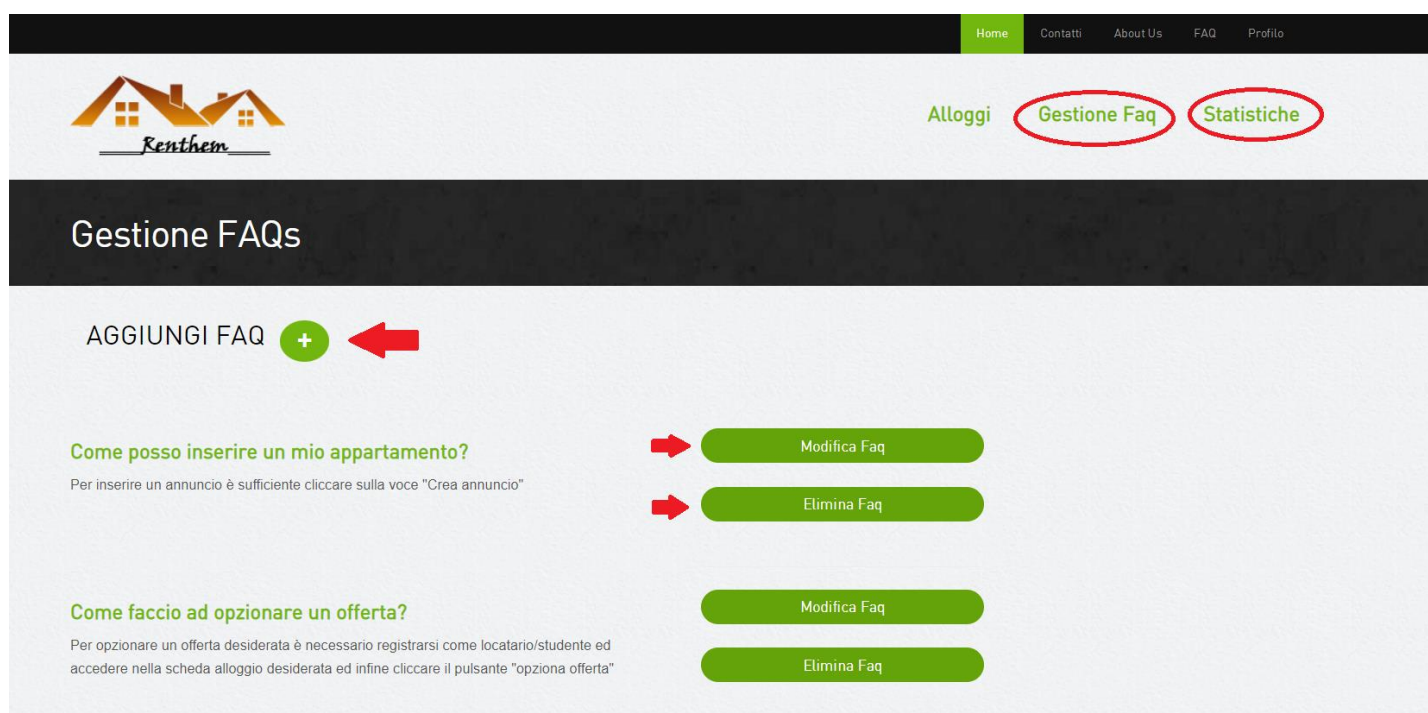 Home Contatti About Us FAQ Profilo
Renthem
Alloggi Gestione Faq Statistiche
Gestione FAQs
AGGIUNGI FAQ +
Come posso inserire un mio appartamento?
Per inserire un annuncio è sufficiente cliccare sulla voce "Crea annuncio"
Modifica Faq
Elimina Faq
Come faccio ad opzionare un offerta?
Per opzionare un offerta desiderata è necessario registrarsi come locatario/studente ed
accedere nella scheda alloggio desiderata ed infine cliccare il pulsante "opziona offerta"
Modifica Faq
Elimina Faq